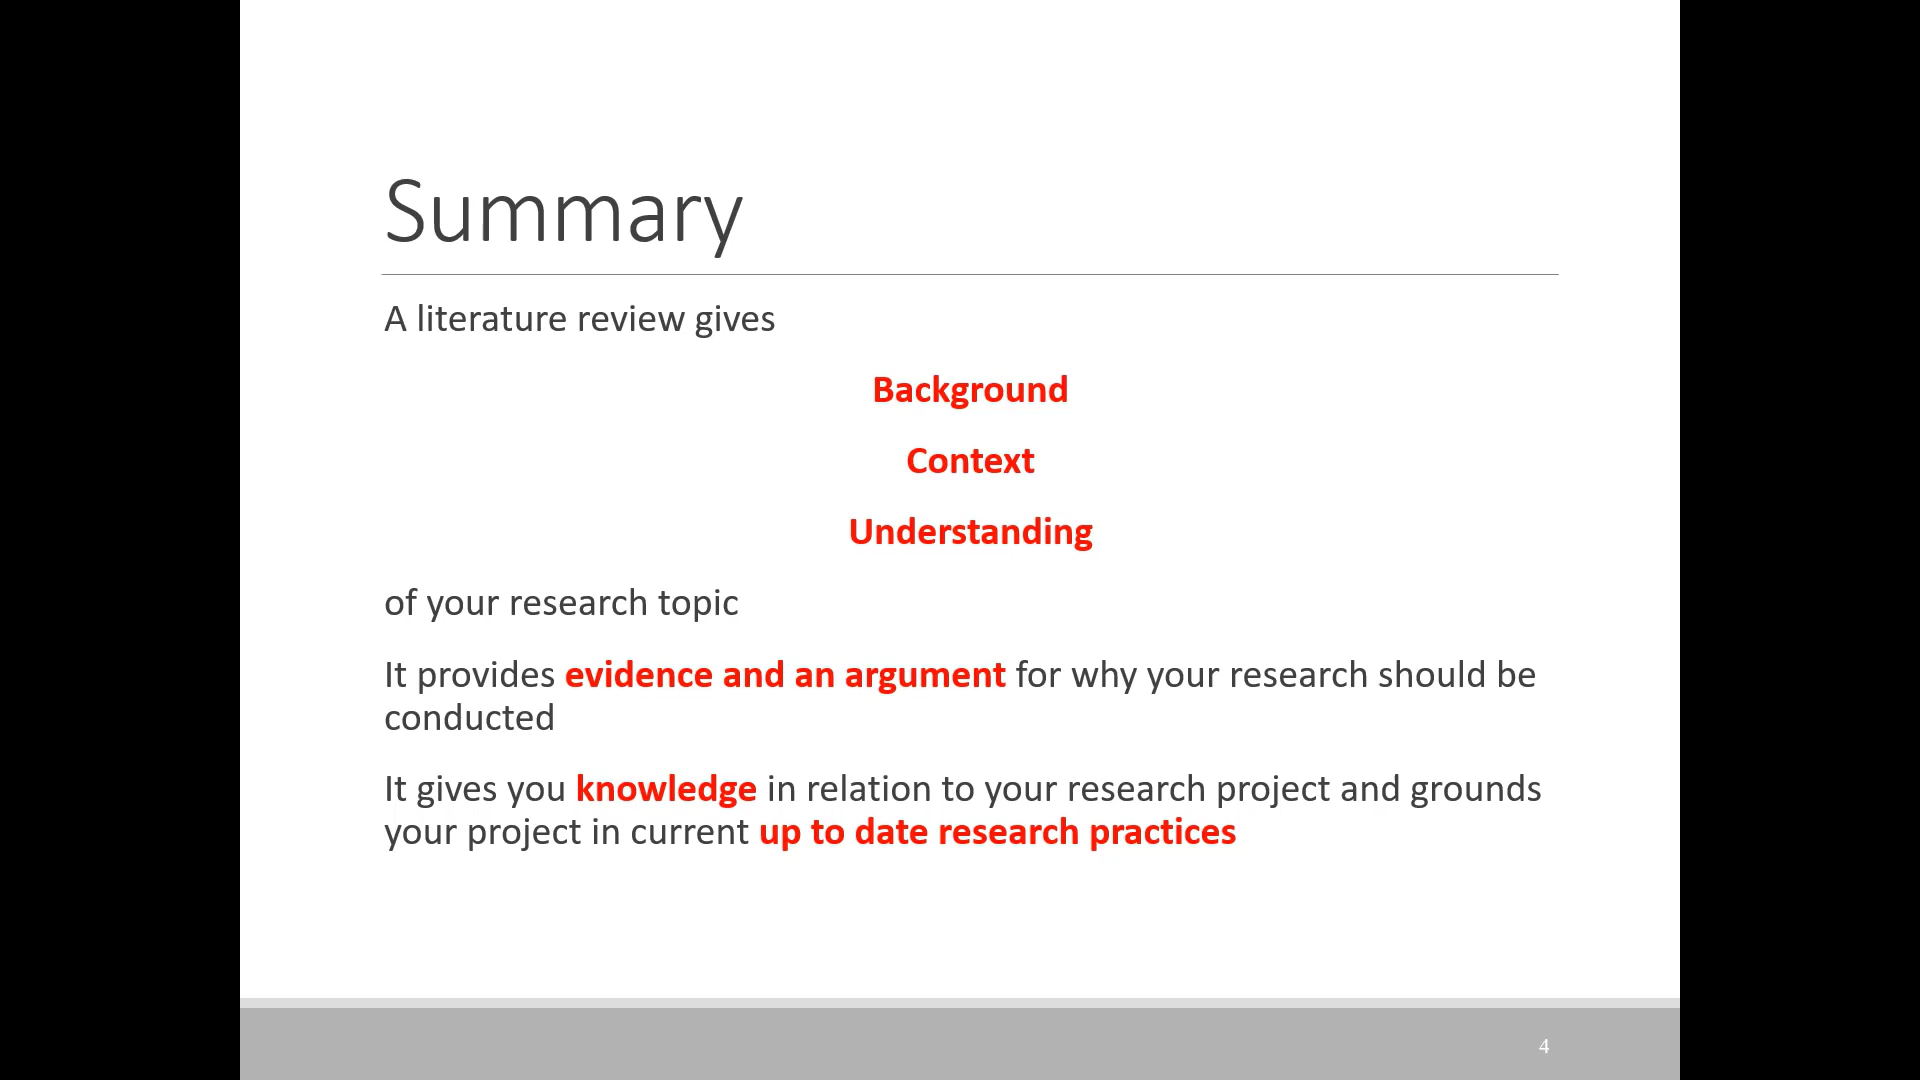 Summary
A literature review gives
Background
Context
Understanding
of your research topic
It provides evidence and an argument for why your research should be
conducted
It gives you knowledge in relation to your research project and grounds
your project in current up to date research practices
4